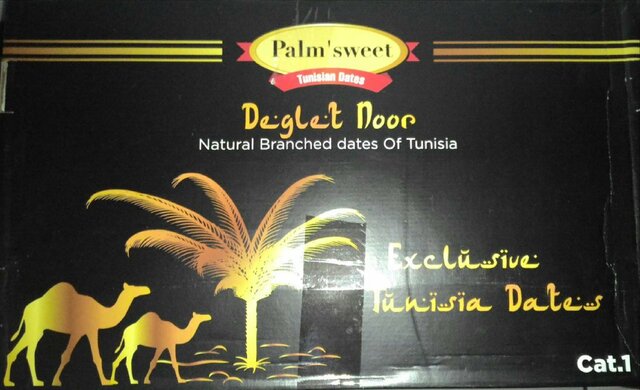 Palm'sweet
Tunisian Dates
Deglet Noor
Natural Branched dates Of Tunisia
Exclusive
Tunisia Dates
Cat.1